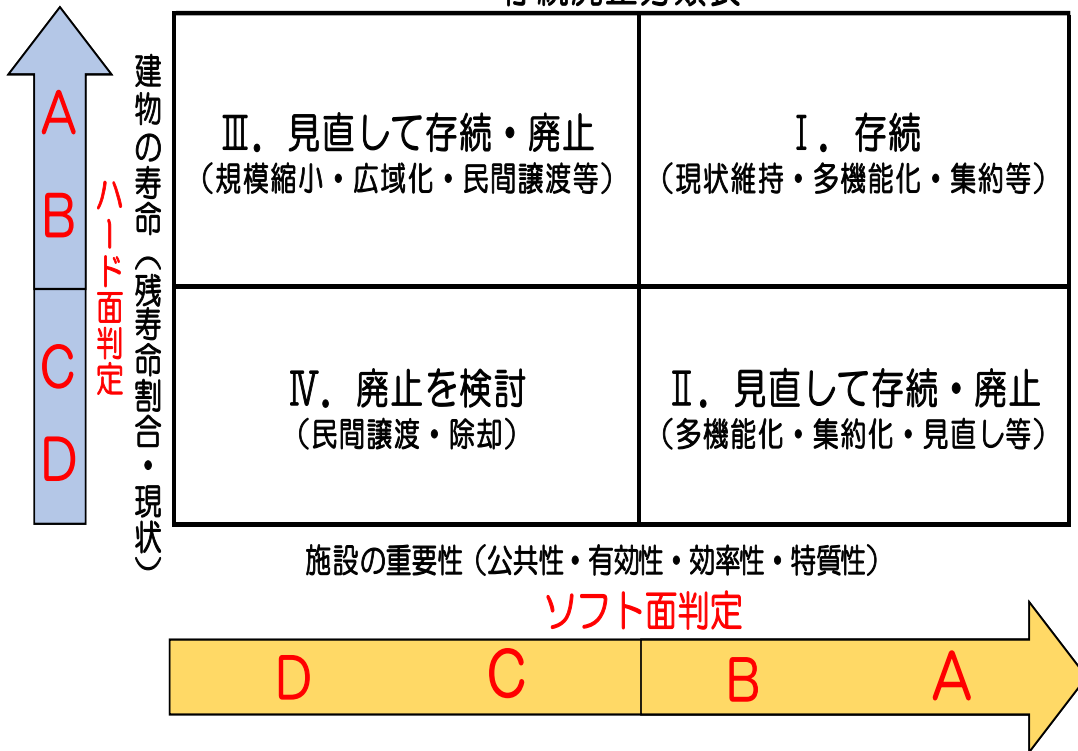 A
B
C
D
ハード面判定
建物の寿命（残寿命割合・現状）
Ⅲ．見直して存続・廃止
（規模縮小・広域化・民間譲渡等）
Ⅰ．存続
（現状維持・多機能化・集約等）
Ⅳ．廃止を検討
（民間譲渡・除却）
Ⅱ．見直して存続・廃止
（多機能化・集約化・見直し等）
施設の重要性（公共性・有効性・効率性・特質性）
ソフト面判定
D C B A